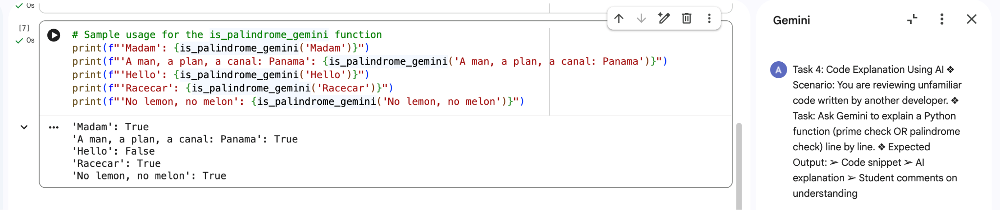 0s
[7]
0s
# Sample usage for the is_palindrome_gemini function
print(f"'Madam': {is_palindrome_gemini('Madam')}")
print(f"'A man, a plan, a canal: Panama': {is_palindrome_gemini('A man, a plan, a canal: Panama')}")
print(f"'Hello': {is_palindrome_gemini('Hello')}")
print(f"'Racecar': {is_palindrome_gemini('Racecar')}")
print(f"'No lemon, no melon': {is_palindrome_gemini('No lemon, no melon')}")
'Madam': True
'A man, a plan, a canal: Panama': True
'Hello': False
'Racecar': True
'No lemon, no melon': True
Gemini
A
Task 4: Code Explanation Using AI ❖
Scenario: You are reviewing unfamiliar
code written by another developer. ❖
Task: Ask Gemini to explain a Python
function (prime check OR palindrome
check) line by line. ❖ Expected
Output: ➢ Code snippet ➢ AI
explanation ➢ Student comments on
understanding